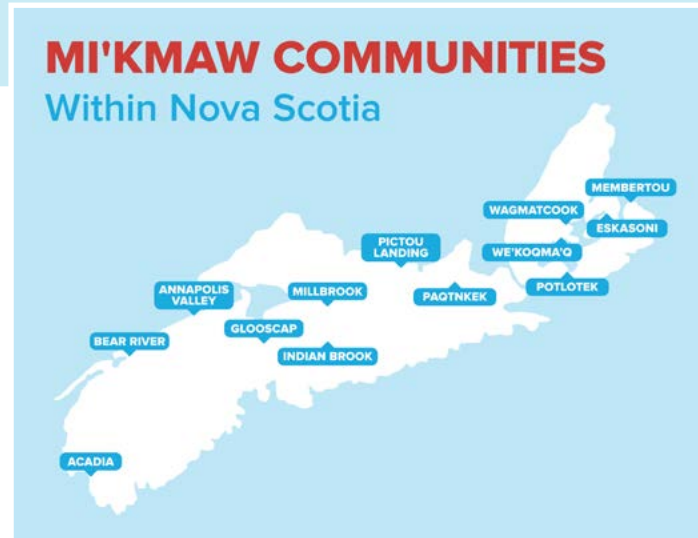 MI'KMAW COMMUNITIES
Within Nova Scotia
MEMBERTOU
WAGMATCOOK
ESKASONI
PICTOU
LANDING
WE'KOQMA'Q
ANNAPOLIS
VALLEY
MILLBROOK
PAQTNKEK
POTLOTEK
BEAR RIVER
GLOOSCAP
INDIAN BROOK
ACADIA